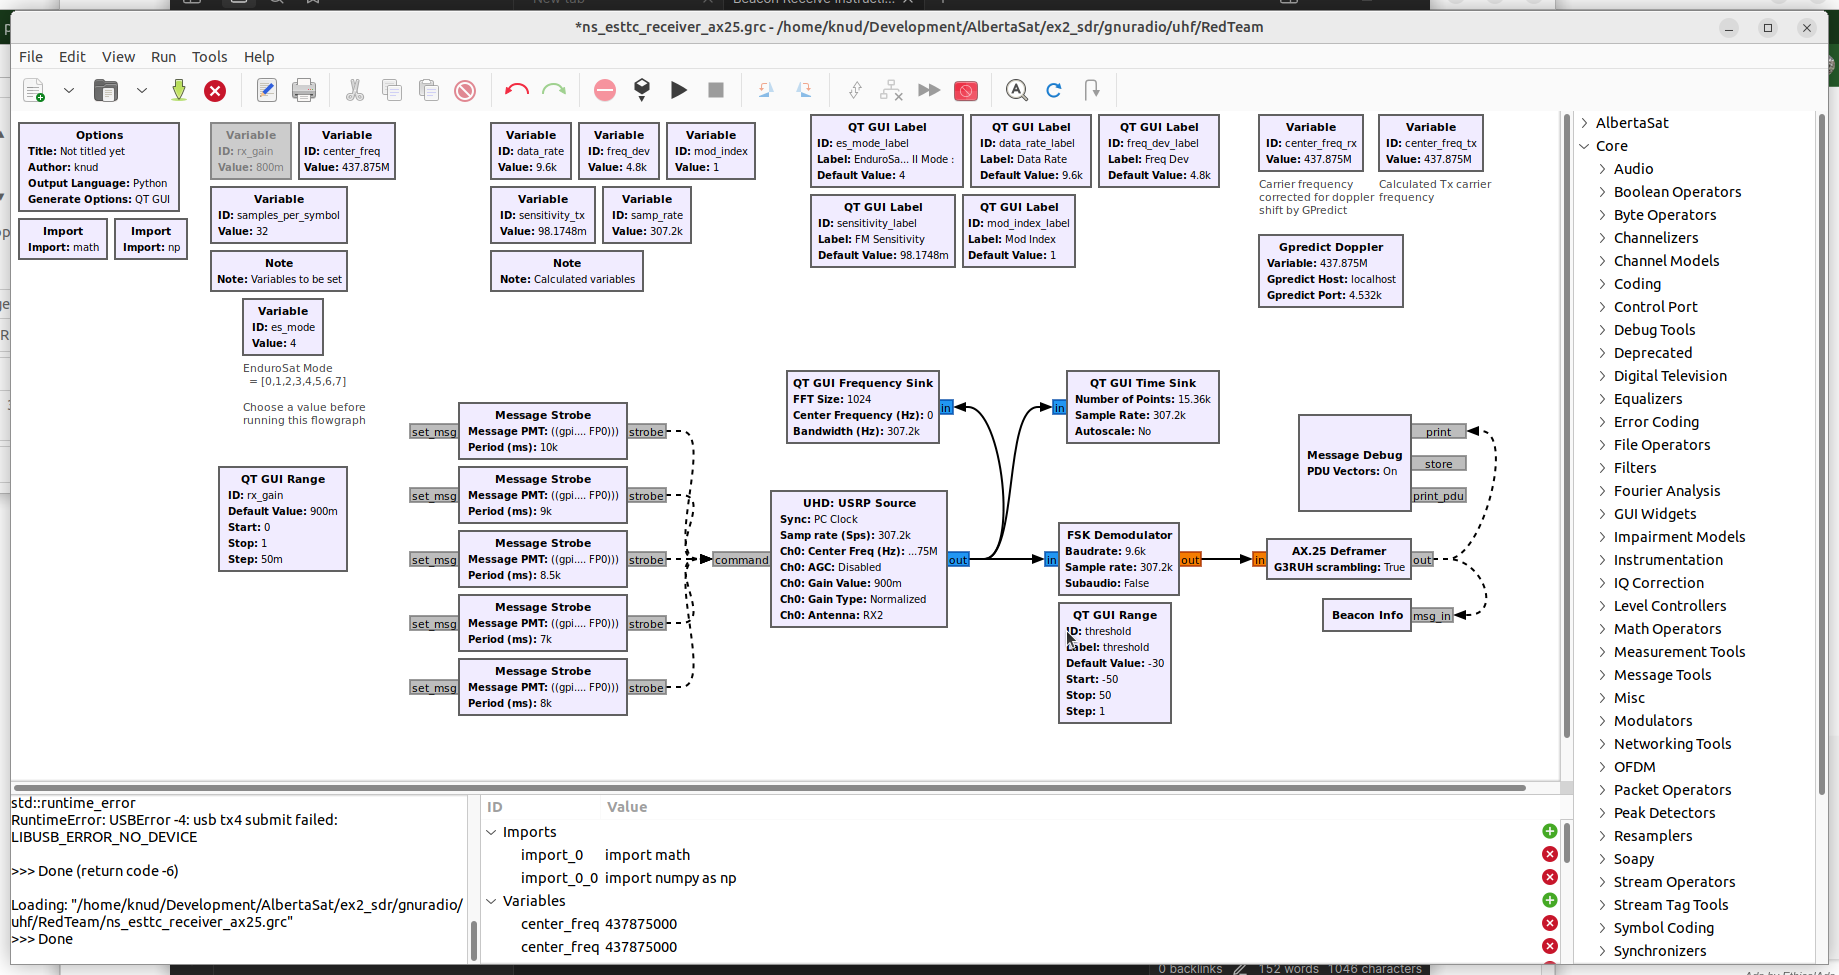 New tab
Beacon Receive Instructi...
*ns_esttc_receiver_ax25.grc - /home/knud/Development/AlbertaSat/ex2_sdr/gnuradio/uhf/RedTeam
File Edit View Run Tools Help
Options
Title: Not titled yet
Author: knud
Output Language: Python
Generate Options: QT GUI
Import
Import: math
Import
Import: np
Variable
ID: rx_gain
Value: 800m
Variable
ID: center_freq
Value: 437.875M
Variable
ID: samples_per_symbol
Value: 32
Note
Note: Variables to be set
Variable
ID: es_mode
Value: 4
EnduroSat Mode
= [0,1,2,3,4,5,6,7]
Choose a value before
running this flowgraph
QT GUI Range
ID: rx_gain
Default Value: 900m
Start: 0
Stop: 1
Step: 50m
Variable
ID: data_rate
Value: 9.6k
Variable
ID: freq_dev
Value: 4.8k
Variable
ID: mod_index
Value: 1
Variable
ID: sensitivity_tx
Value: 98.1748m
Variable
ID: samp_rate
Value: 307.2k
Note
Note: Calculated variables
QT GUI Label
ID: es_mode_label
Label: EnduroSa... II Mode :
Default Value: 4
QT GUI Label
ID: data_rate_label
Label: Data Rate
Default Value: 9.6k
QT GUI Label
ID: freq_dev_label
Label: Freq Dev
Default Value: 4.8k
QT GUI Label
ID: sensitivity_label
Label: FM Sensitivity
Default Value: 98.1748m
QT GUI Label
ID: mod_index_label
Label: Mod Index
Default Value: 1
Variable
ID: center_freq_rx
Value: 437.875M
Carrier frequency
corrected for doppler
shift by GPredict
Variable
ID: center_freq_tx
Value: 437.875M
Calculated Tx carrier
frequency
Gpredict Doppler
Variable: 437.875M
Gpredict Host: localhost
Gpredict Port: 4.532k
set_msg
Message Strobe
Message PMT: ((gpi.... FP0)))
Period (ms): 10k
strobe
set_msg
Message Strobe
Message PMT: ((gpi.... FP0)))
Period (ms): 9k
strobe
set_msg
Message Strobe
Message PMT: ((gpi.... FP0)))
Period (ms): 8.5k
strobe
set_msg
Message Strobe
Message PMT: ((gpi.... FP0)))
Period (ms): 7k
strobe
set_msg
Message Strobe
Message PMT: ((gpi.... FP0)))
Period (ms): 8k
strobe
QT GUI Frequency Sink
FFT Size: 1024
Center Frequency (Hz): 0
Bandwidth (Hz): 307.2k
in
in
QT GUI Time Sink
Number of Points: 15.36k
Sample Rate: 307.2k
Autoscale: No
command
UHD: USRP Source
Sync: PC Clock
Samp rate (Sps): 307.2k
Ch0: Center Freq (Hz): ...75M
Ch0: AGC: Disabled
Ch0: Gain Value: 900m
Ch0: Gain Type: Normalized
Ch0: Antenna: RX2
out
in
FSK Demodulator
Baudrate: 9.6k
Sample rate: 307.2k
Subaudio: False
out
QT GUI Range
ID: threshold
Label: threshold
Default Value: -30
Start: -50
Stop: 50
Step: 1
in
AX.25 Deframer
G3RUH scrambling: True
out
Message Debug
PDU Vectors: On
print
store
print_pdu
Beacon Info
msg_in
AlbertaSat
Core
Audio
Boolean Operators
Byte Operators
Channelizers
Channel Models
Coding
Control Port
Debug Tools
Deprecated
Digital Television
Equalizers
Error Coding
File Operators
Filters
Fourier Analysis
GUI Widgets
Impairment Models
Instrumentation
IQ Correction
Level Controllers
Math Operators
Measurement Tools
Message Tools
Misc
Modulators
Networking Tools
OFDM
Packet Operators
Peak Detectors
Resamplers
Soapy
Stream Operators
Stream Tag Tools
Symbol Coding
Synchronizers
std::runtime_error
RuntimeError: USBError -4: usb tx4 submit failed:
LIBUSB_ERROR_NO_DEVICE
>>> Done (return code -6)
Loading: "/home/knud/Development/AlbertaSat/ex2_sdr/gnuradio/
uhf/RedTeam/ns_esttc_receiver_ax25.grc"
>>> Done
ID Value
Imports
import_0 import math
import_0_0 import numpy as np
Variables
center_freq 437875000
center_freq 437875000
0 backlinks 152 words 1046 characters